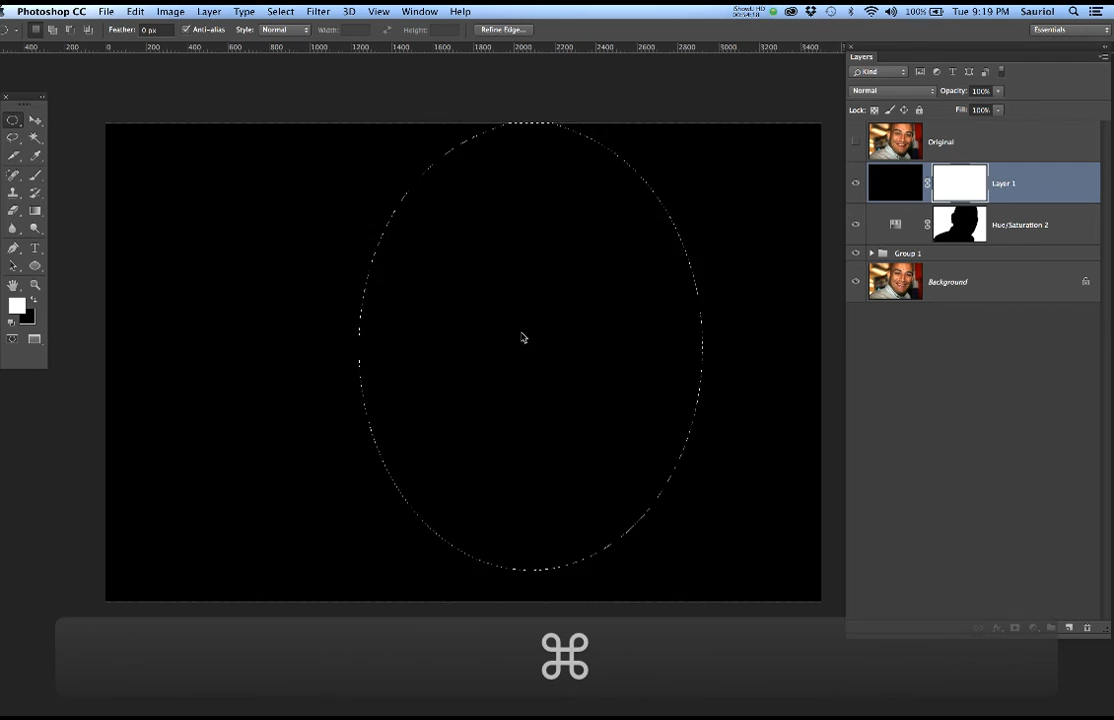 Photoshop CC File Edit Image Layer Type Select Filter 3D View Window Help 100% Tue 9:19 PM Sauriol
Feather: 0 px Anti-alias Style: Normal Width: Height: Refine Edge... Essentials
400 200 0 200 400 600 800 1000 1200 1400 1600 1800 2000 2200 2400 2600 2800 3000 3200 3400
Layers
Kind
Normal Opacity: 100%
Lock: Fill: 100%
Original
Layer 1
Hue/Saturation 2
Group 1
Background
⌘